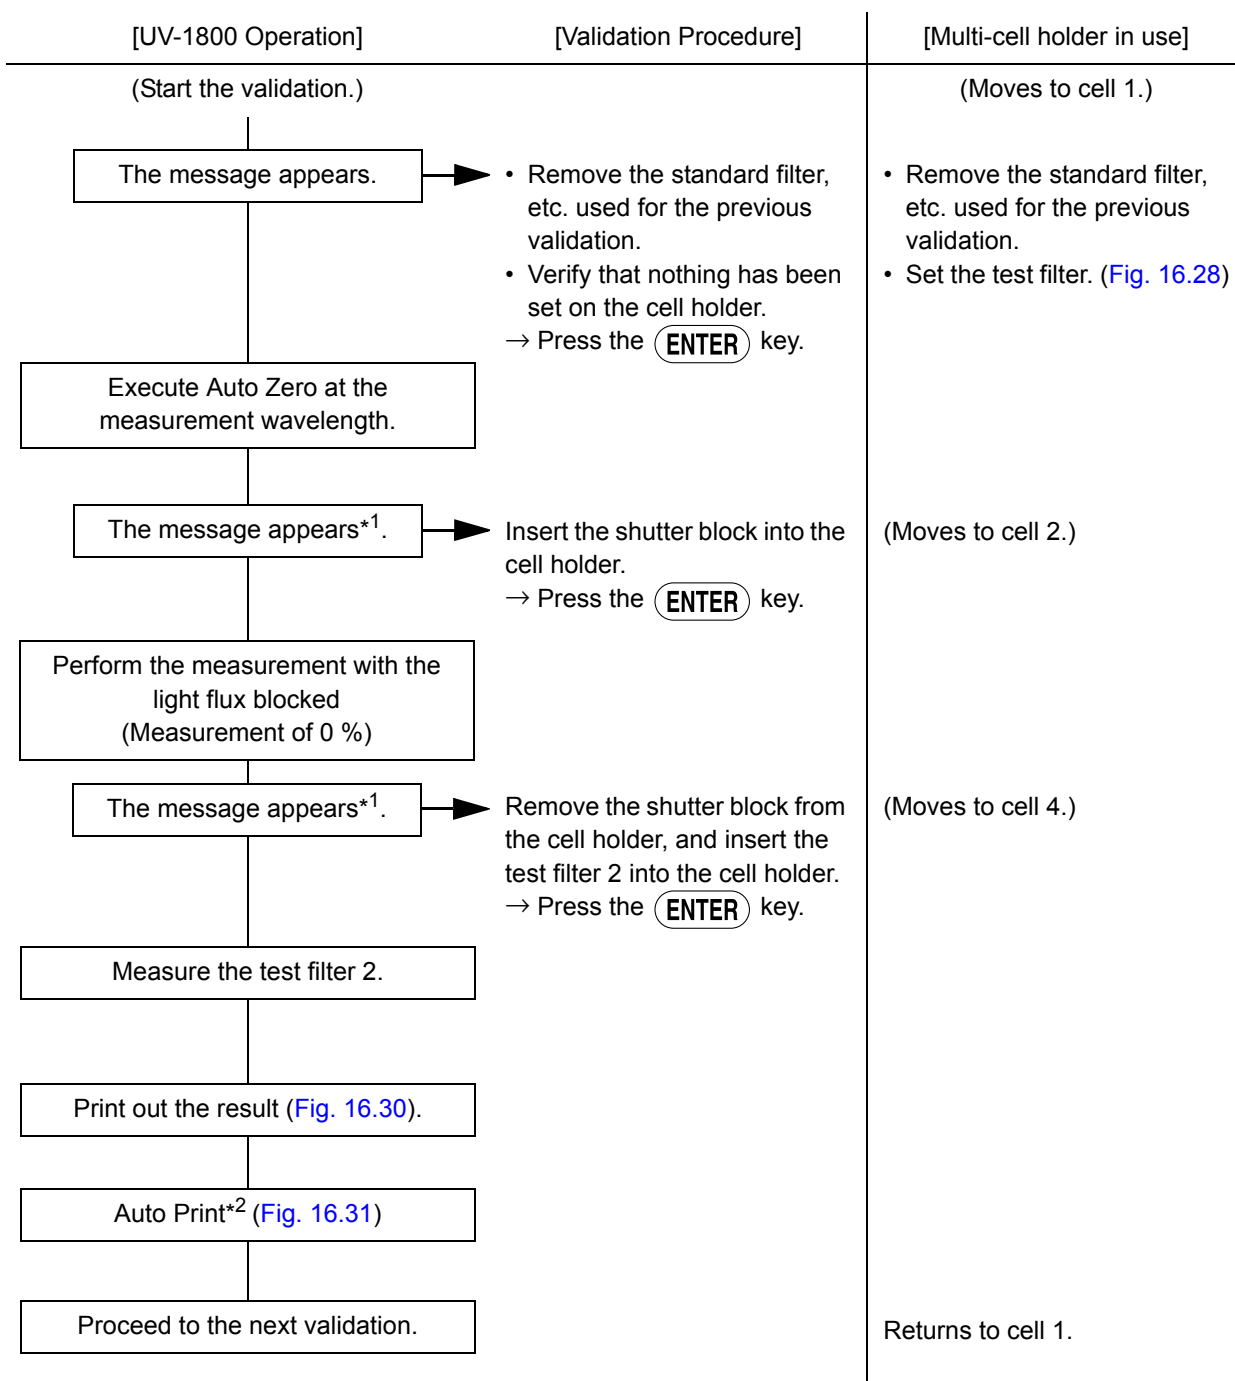 [UV-1800 Operation]
[Validation Procedure]
[Multi-cell holder in use]
(Start the validation.)
(Moves to cell 1.)
The message appears.
• Remove the standard filter,
etc. used for the previous
validation.
• Verify that nothing has been
set on the cell holder.
→ Press the ENTER key.
• Remove the standard filter,
etc. used for the previous
validation.
• Set the test filter. (Fig. 16.28)
Execute Auto Zero at the
measurement wavelength.
The message appears*1.
Insert the shutter block into the
cell holder.
→ Press the ENTER key.
(Moves to cell 2.)
Perform the measurement with the
light flux blocked
(Measurement of 0 %)
The message appears*1.
Remove the shutter block from
the cell holder, and insert the
test filter 2 into the cell holder.
→ Press the ENTER key.
(Moves to cell 4.)
Measure the test filter 2.
Print out the result (Fig. 16.30).
Auto Print*2 (Fig. 16.31)
Proceed to the next validation.
Returns to cell 1.